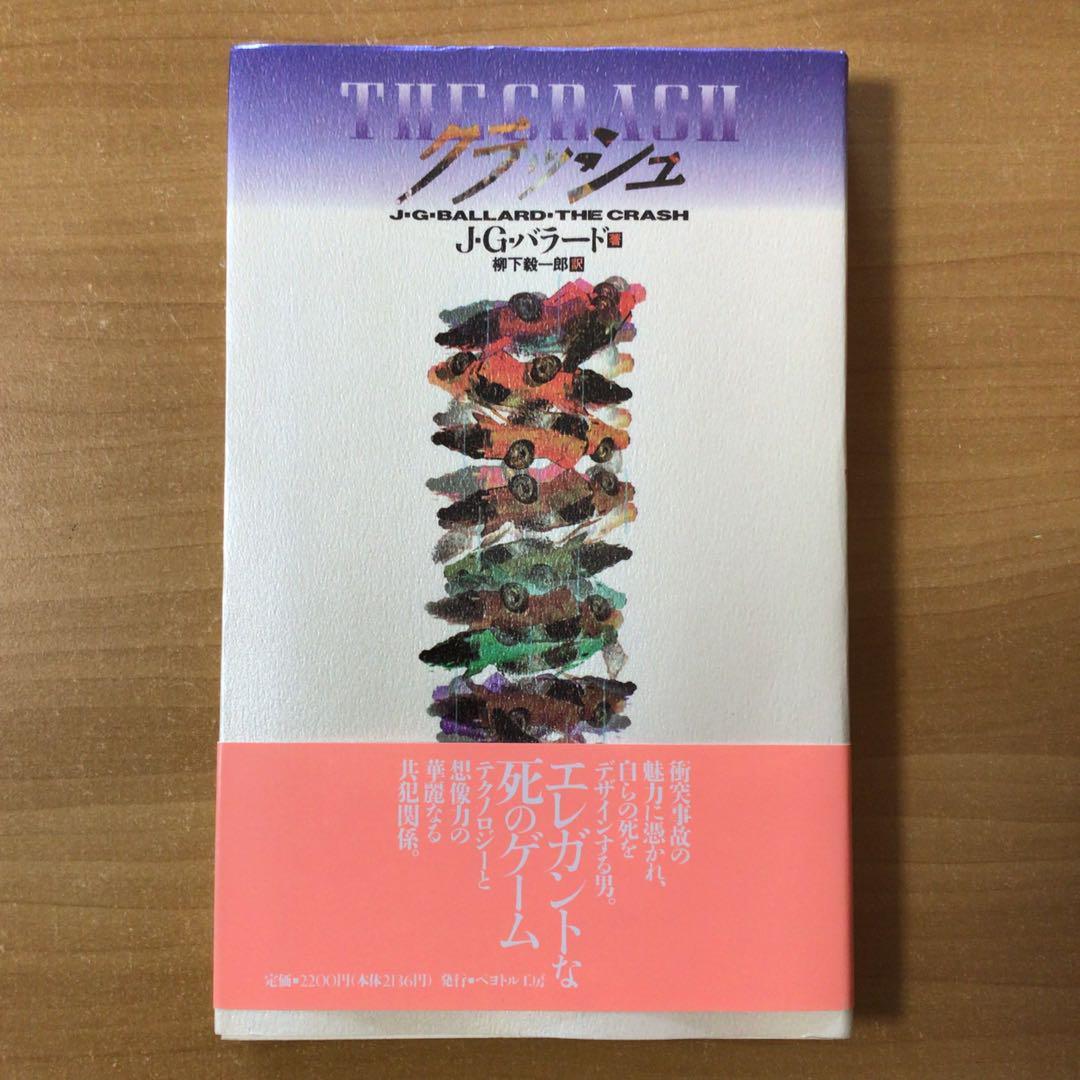 THE CRASH
クラッシュ
J·G·BALLARD·THE CRASH
J·G·バラード著
柳下毅一郎訳
衝突事故の
魅力に憑かれ、
自らの死を
デザインする男。
エレガントな
死のゲーム
テクノロジーと
想像力の
華麗なる
共犯関係。
定価■2200円(本体2136円) 発行■ペヨトル工房